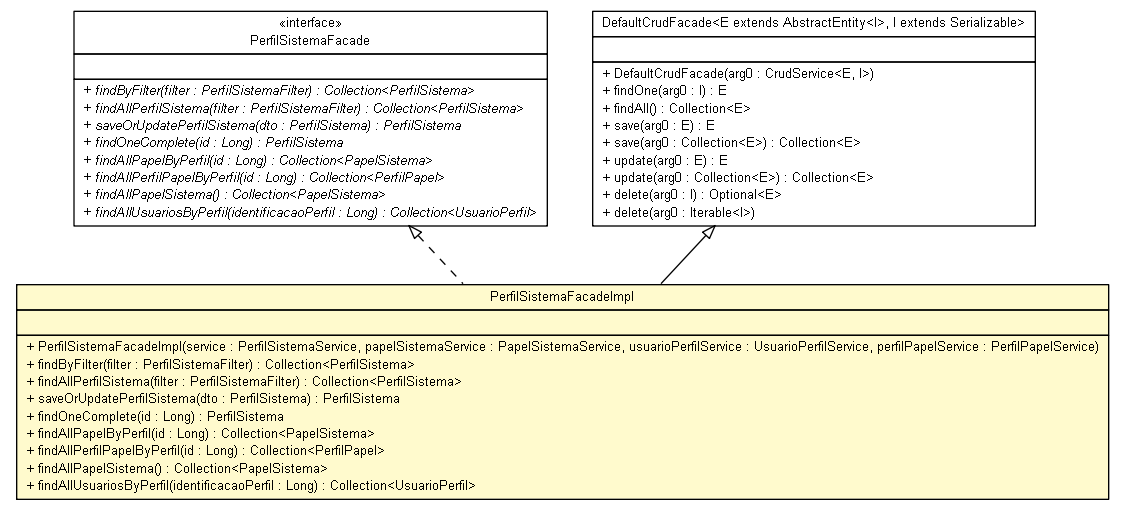 «interface»
PerfilSistemaFacade
+ findByFilter(filter : PerfilSistemaFilter) : Collection<PerfilSistema>
+ findAllPerfilSistema(filter : PerfilSistemaFilter) : Collection<PerfilSistema>
+ saveOrUpdatePerfilSistema(dto : PerfilSistema) : PerfilSistema
+ findOneComplete(id : Long) : PerfilSistema
+ findAllPapelByPerfil(id : Long) : Collection<PapelSistema>
+ findAllPerfilPapelByPerfil(id : Long) : Collection<PerfilPapel>
+ findAllPapelSistema() : Collection<PapelSistema>
+ findAllUsuariosByPerfil(identificacaoPerfil : Long) : Collection<UsuarioPerfil>
DefaultCrudFacade<E extends AbstractEntity<I>, I extends Serializable>
+ DefaultCrudFacade(arg0 : CrudService<E, I>)
+ findOne(arg0 : I) : E
+ findAll() : Collection<E>
+ save(arg0 : E) : E
+ save(arg0 : Collection<E>) : Collection<E>
+ update(arg0 : E) : E
+ update(arg0 : Collection<E>) : Collection<E>
+ delete(arg0 : I) : Optional<E>
+ delete(arg0 : Iterable<I>)
PerfilSistemaFacadeImpl
+ PerfilSistemaFacadeImpl(service : PerfilSistemaService, papelSistemaService : PapelSistemaService, usuarioPerfilService : UsuarioPerfilService, perfilPapelService : PerfilPapelService)
+ findByFilter(filter : PerfilSistemaFilter) : Collection<PerfilSistema>
+ findAllPerfilSistema(filter : PerfilSistemaFilter) : Collection<PerfilSistema>
+ saveOrUpdatePerfilSistema(dto : PerfilSistema) : PerfilSistema
+ findOneComplete(id : Long) : PerfilSistema
+ findAllPapelByPerfil(id : Long) : Collection<PapelSistema>
+ findAllPerfilPapelByPerfil(id : Long) : Collection<PerfilPapel>
+ findAllPapelSistema() : Collection<PapelSistema>
+ findAllUsuariosByPerfil(identificacaoPerfil : Long) : Collection<UsuarioPerfil>